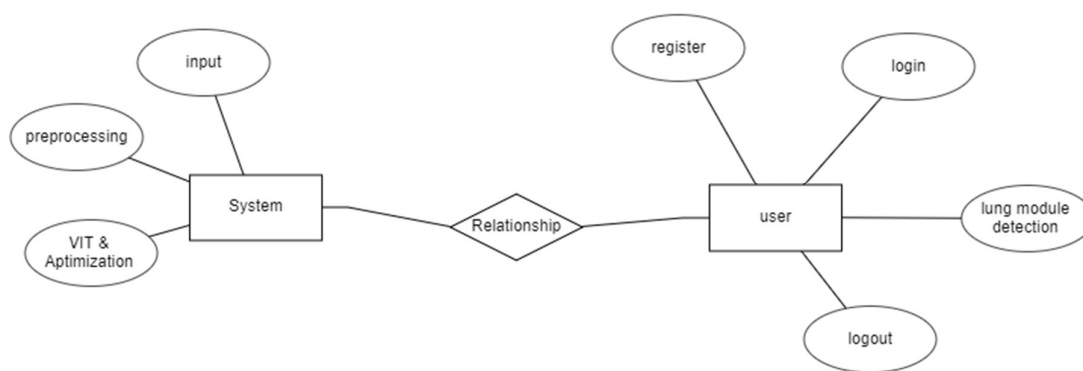 register
input
login
preprocessing
System
user
Relationship
lung module
detection
VIT &
Aptimization
logout